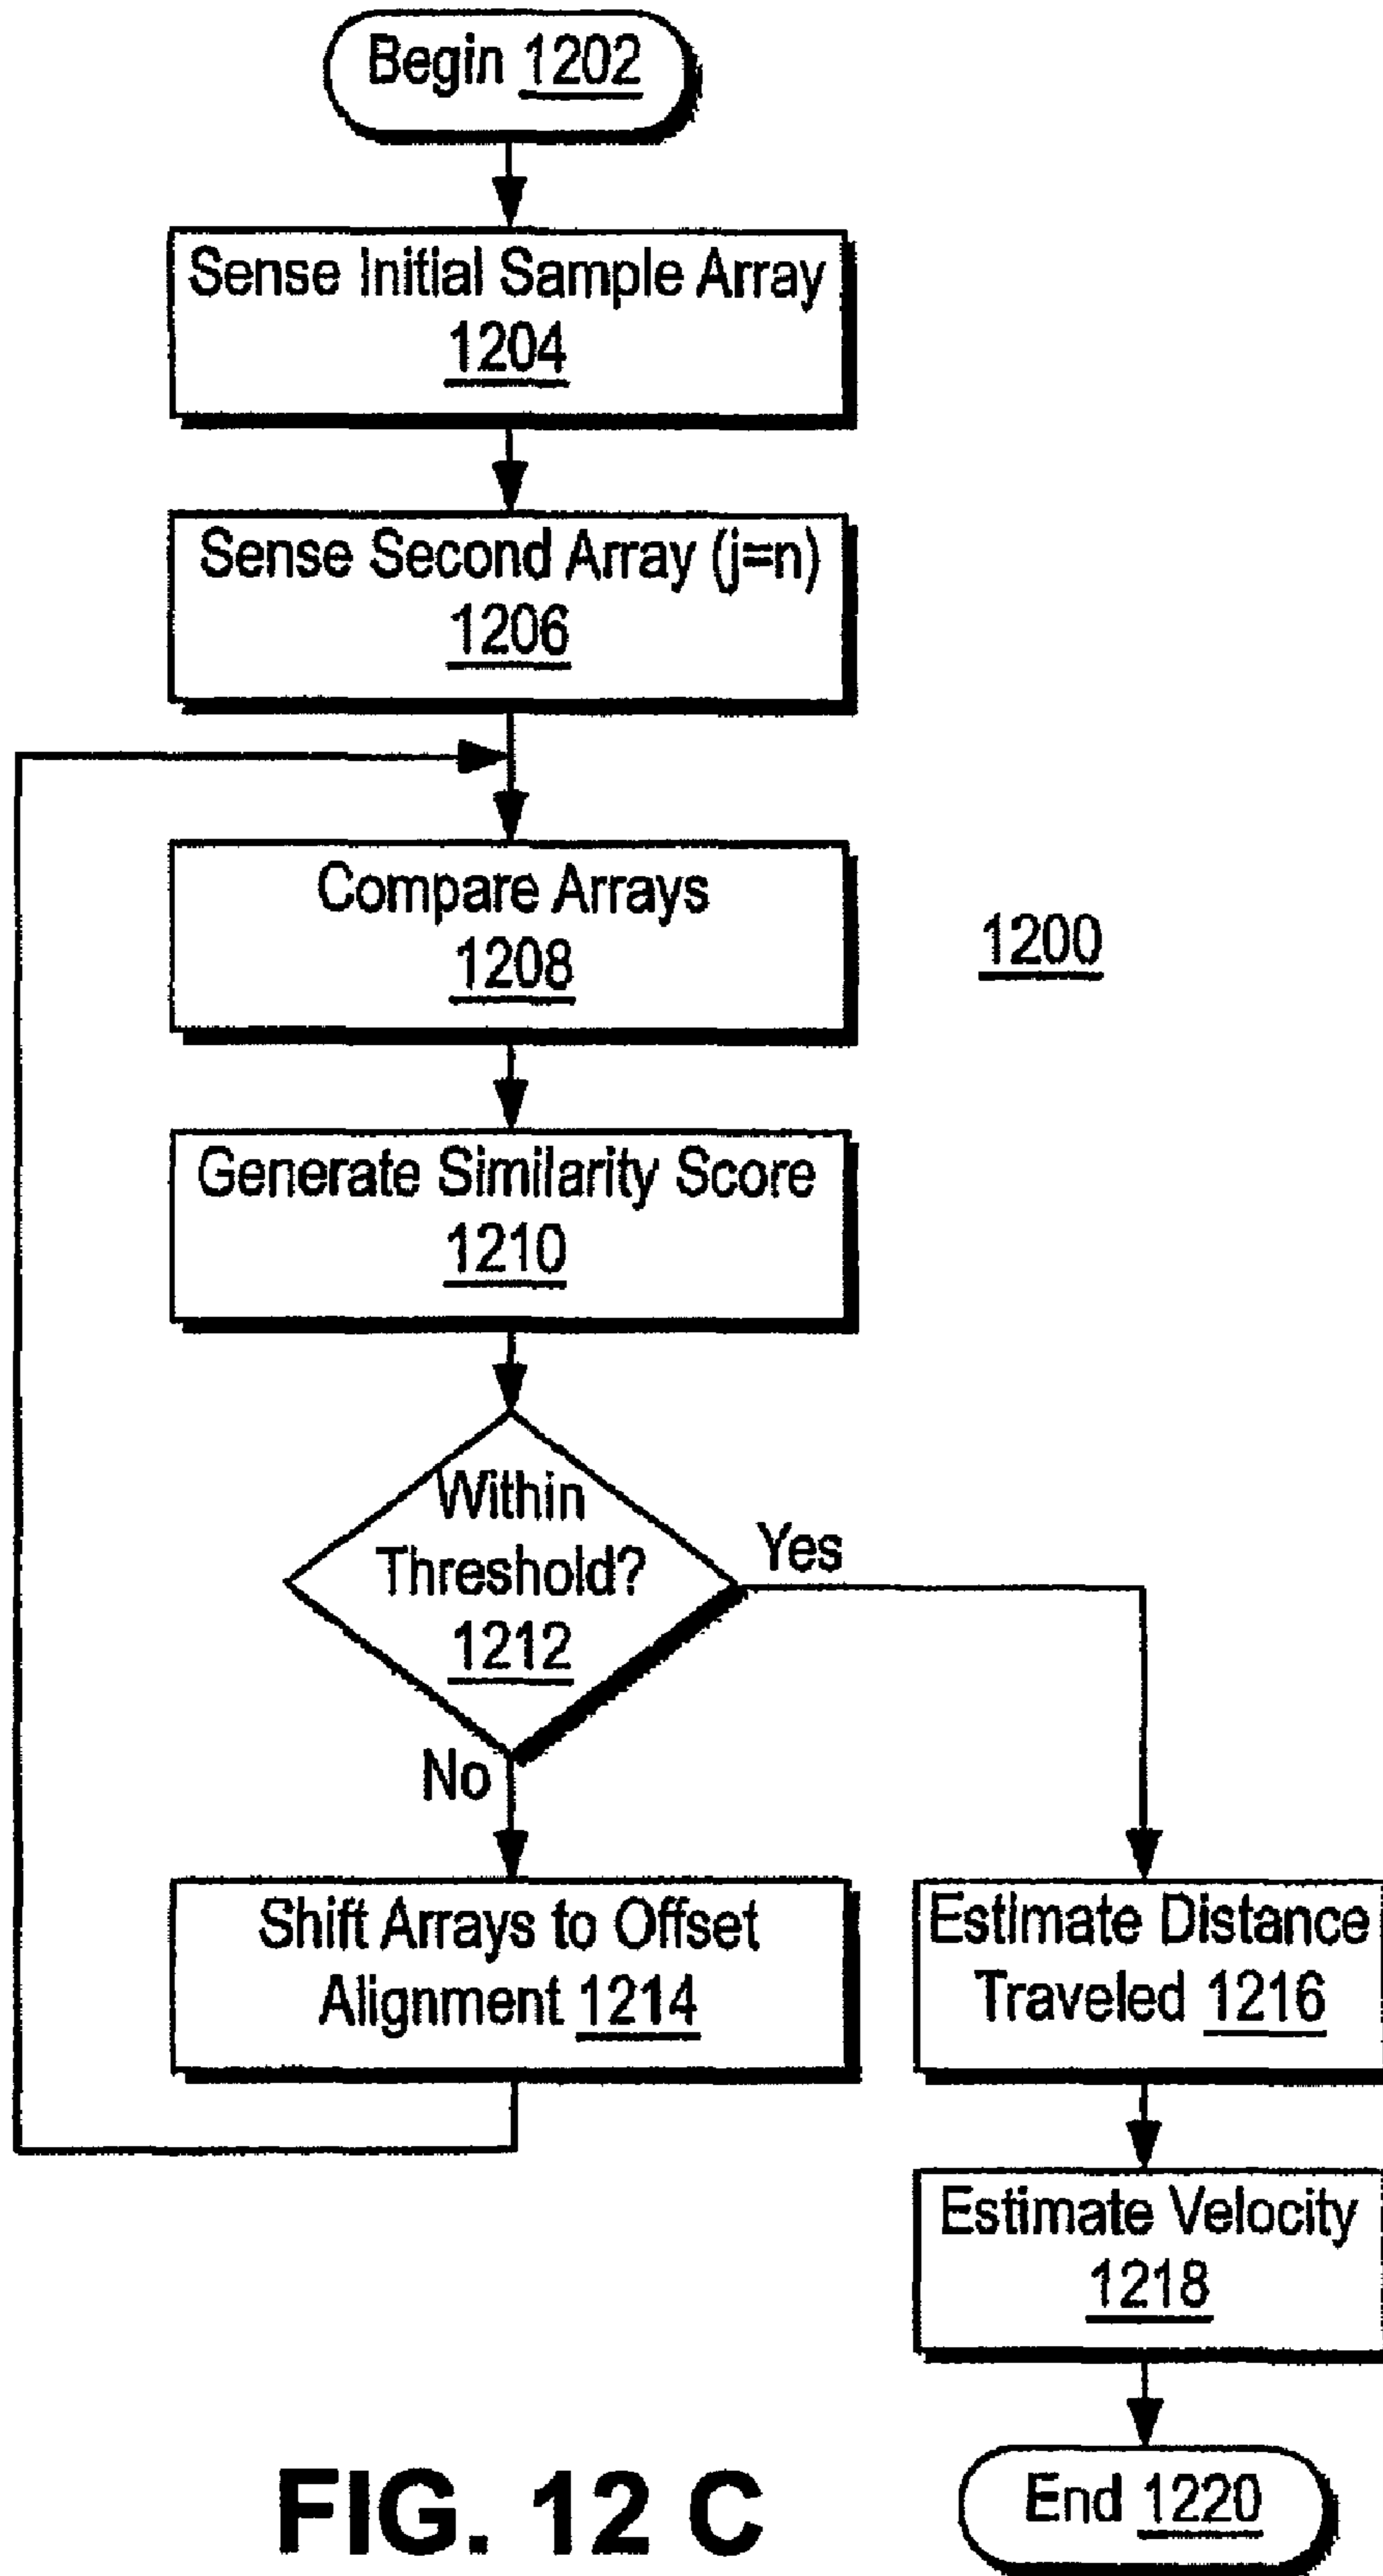 Begin 1202
Sense Initial Sample Array
1204
Sense Second Array (j=n)
1206
Compare Arrays
1208
1200
Generate Similarity Score
1210
Within
Threshold?
1212
Yes
No
Shift Arrays to Offset
Alignment 1214
Estimate Distance
Traveled 1216
Estimate Velocity
1218
End 1220
FIG. 12 C